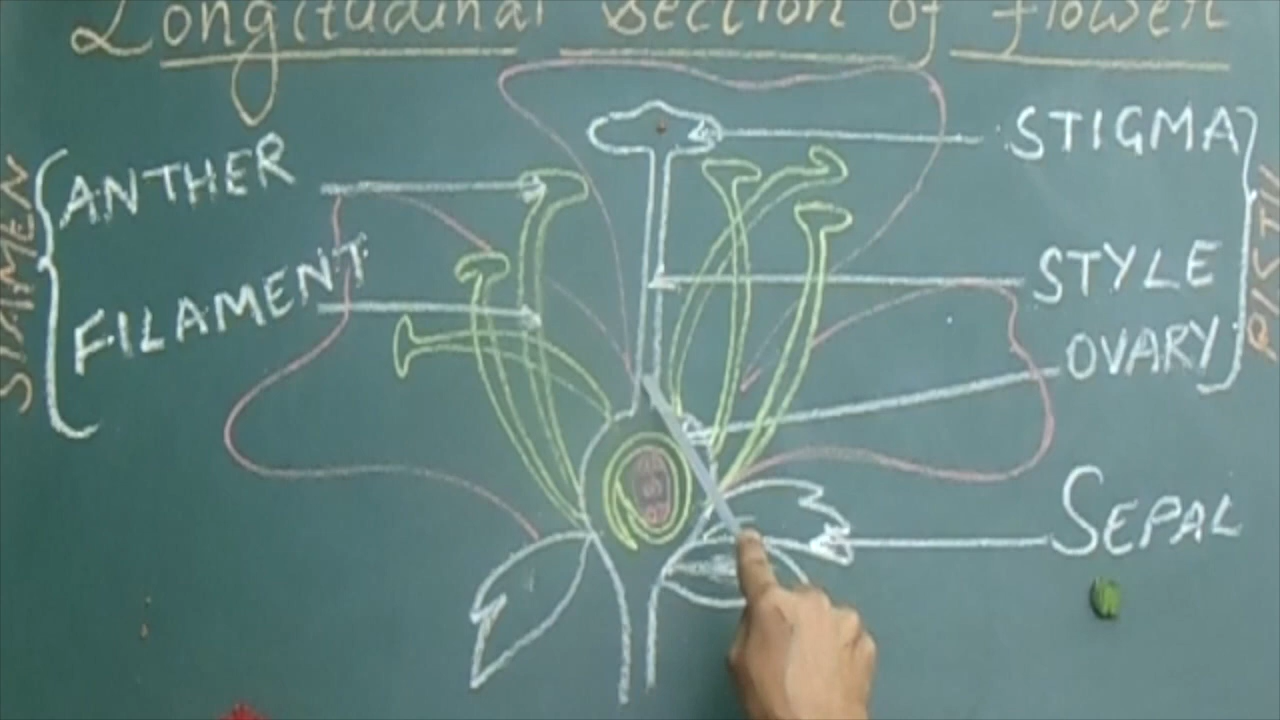 Longitudinal Section of flower
STAMEN
ANTHER
FILAMENT
STIGMA
STYLE
OVARY
PISTIL
SEPAL